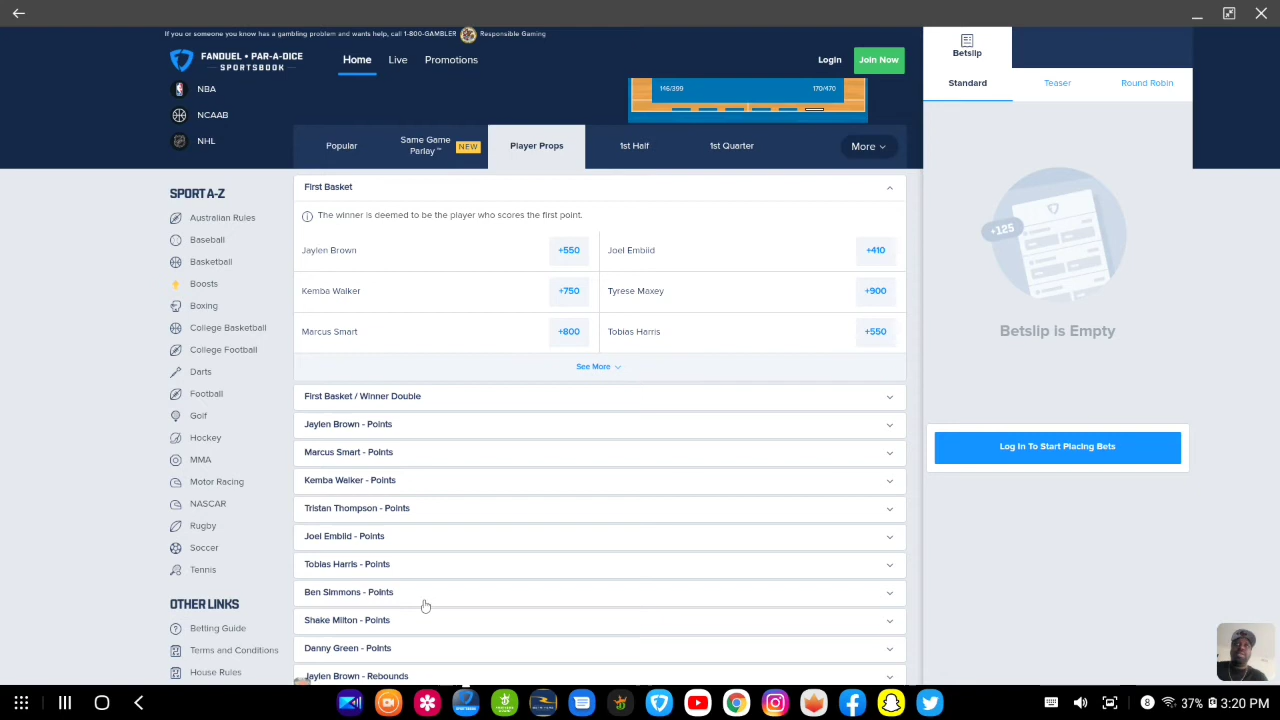 If you or someone you know has a gambling problem and wants help, call 1-800-GAMBLER Responsible Gaming
FANDUEL • PAR-A-DICE
SPORTSBOOK
Home Live Promotions Login Join Now
Betslip
Standard Teaser Round Robin
NBA
NCAAB
NHL
146/399 170/470
Popular Same Game Parlay™ NEW Player Props 1st Half 1st Quarter More
SPORT A-Z
Australian Rules
Baseball
Basketball
Boosts
Boxing
College Basketball
College Football
Darts
Football
Golf
Hockey
MMA
Motor Racing
NASCAR
Rugby
Soccer
Tennis
OTHER LINKS
Betting Guide
Terms and Conditions
House Rules
First Basket
The winner is deemed to be the player who scores the first point.
Jaylen Brown +550 Joel Embiid +410
Kemba Walker +750 Tyrese Maxey +900
Marcus Smart +800 Tobias Harris +550
See More
First Basket / Winner Double
Jaylen Brown - Points
Marcus Smart - Points
Kemba Walker - Points
Tristan Thompson - Points
Joel Embiid - Points
Tobias Harris - Points
Ben Simmons - Points
Shake Milton - Points
Danny Green - Points
Jaylen Brown - Rebounds
+125
Betslip is Empty
Log In To Start Placing Bets
8 37% 3:20 PM